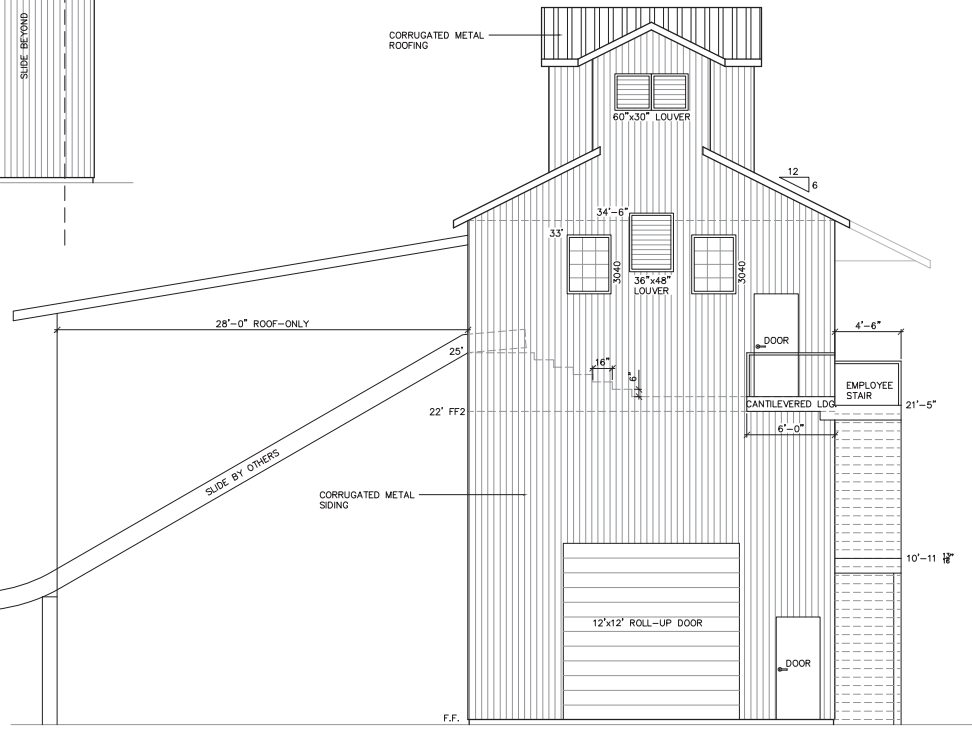 SLIDE BEYOND
CORRUGATED METAL
ROOFING
60"x30" LOUVER
12
6
34'-6"
33'
3040
3040
36"x48"
LOUVER
28'-0" ROOF-ONLY
DOOR
4'-6"
25'
16"
6"
EMPLOYEE
STAIR
CANTILEVERED LDG.
21'-5"
22' FF2
6'-0"
SLIDE BY OTHERS
CORRUGATED METAL
SIDING
10'-11 13/16"
12'x12' ROLL-UP DOOR
DOOR
F.F.